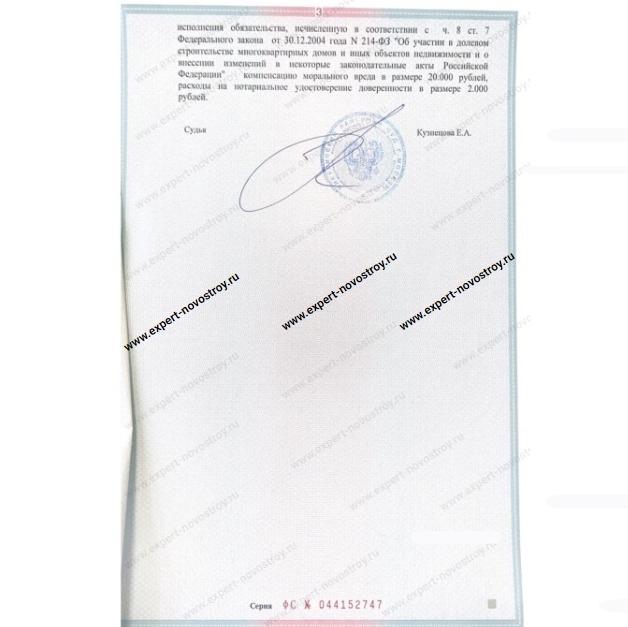 3
исполнения обязательства, исчисленную в соответствии с ч. 8 ст. 7
Федерального закона от 30.12.2004 года N 214-ФЗ "Об участии в долевом
строительстве многоквартирных домов и иных объектов недвижимости и о
внесении изменений в некоторые законодательные акты Российской
Федерации" компенсацию морального вреда в размере 20.000 рублей,
расходы на нотариальное удостоверение доверенности в размере 2.000
рублей.
Судья
Кузнецова Е.А.
www.expert-novostroy.ru
www.expert-novostroy.ru
www.expert-novostroy.ru
Серия ФС № 044152747